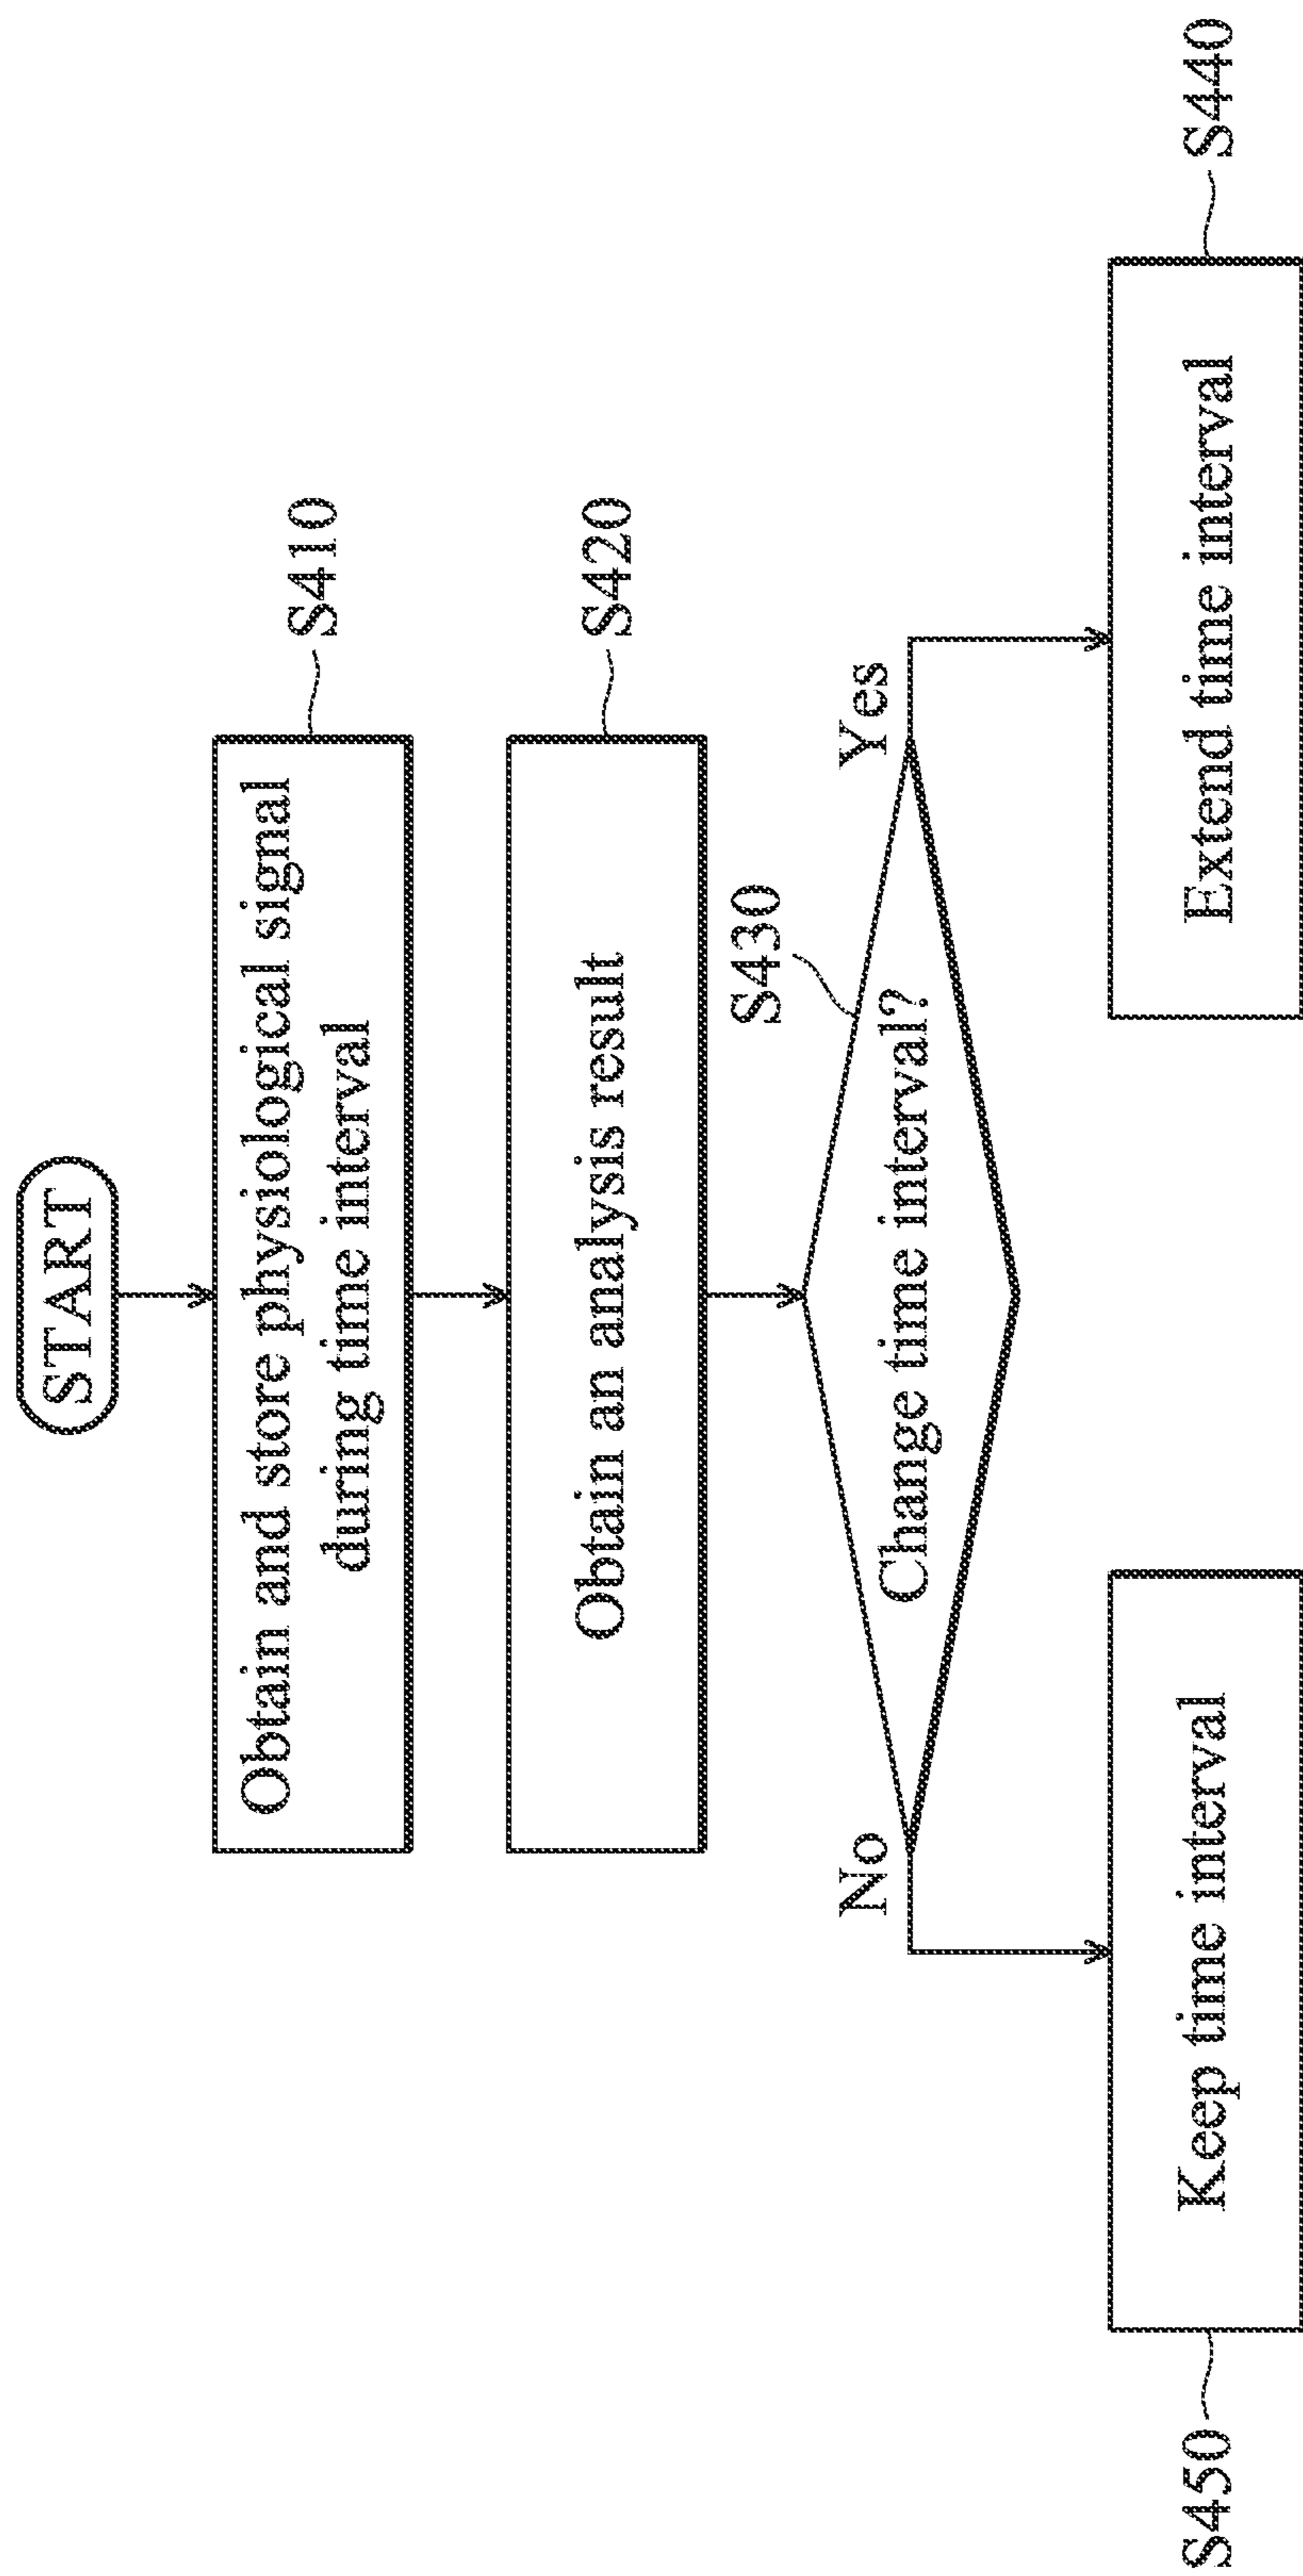 START
Obtain and store physiological signal
during time interval
S410
Obtain an analysis result
S420
S430
Change time interval?
No
Yes
Keep time interval
S450
Extend time interval
S440